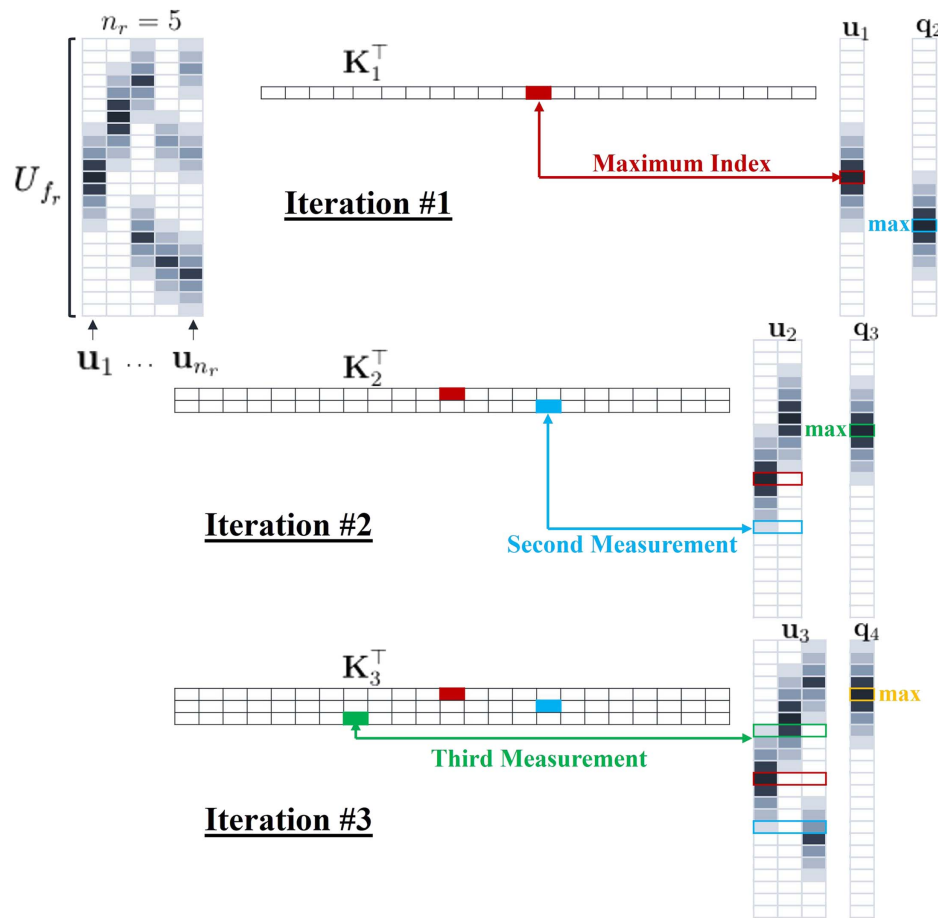 n_r = 5
K_1^⊤
u_1
q_2
Maximum Index
U_{f_r}
Iteration #1
max
u_1 ... u_{n_r}
K_2^⊤
u_2
q_3
max
Iteration #2
Second Measurement
K_3^⊤
u_3
q_4
max
Third Measurement
Iteration #3